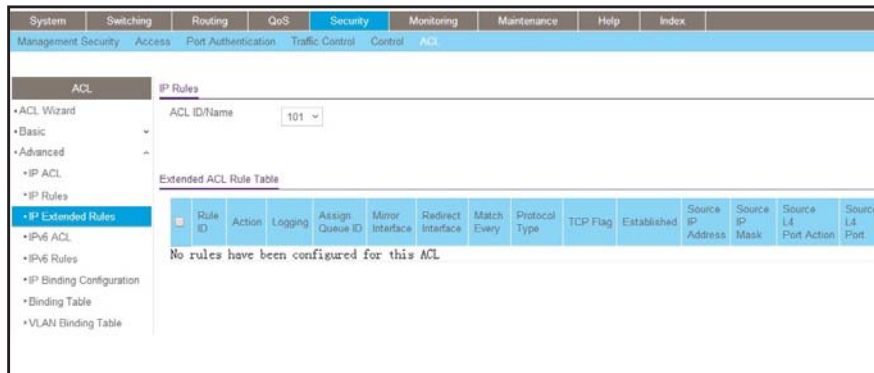 System Switching Routing QoS Security Monitoring Maintenance Help Index
Management Security Access Port Authentication Traffic Control Control ACL
ACL
IP Rules
ACL Wizard
ACL ID/Name 101
Basic
Advanced
IP ACL
Extended ACL Rule Table
IP Rules
IP Extended Rules
Rule ID Action Logging Assign Queue ID Mirror Interface Redirect Interface Match Every Protocol Type TCP Flag Established Source IP Address Source IP Mask Source L4 Port Action Source L4 Port
IPv6 ACL
No rules have been configured for this ACL
IPv6 Rules
IP Binding Configuration
Binding Table
VLAN Binding Table